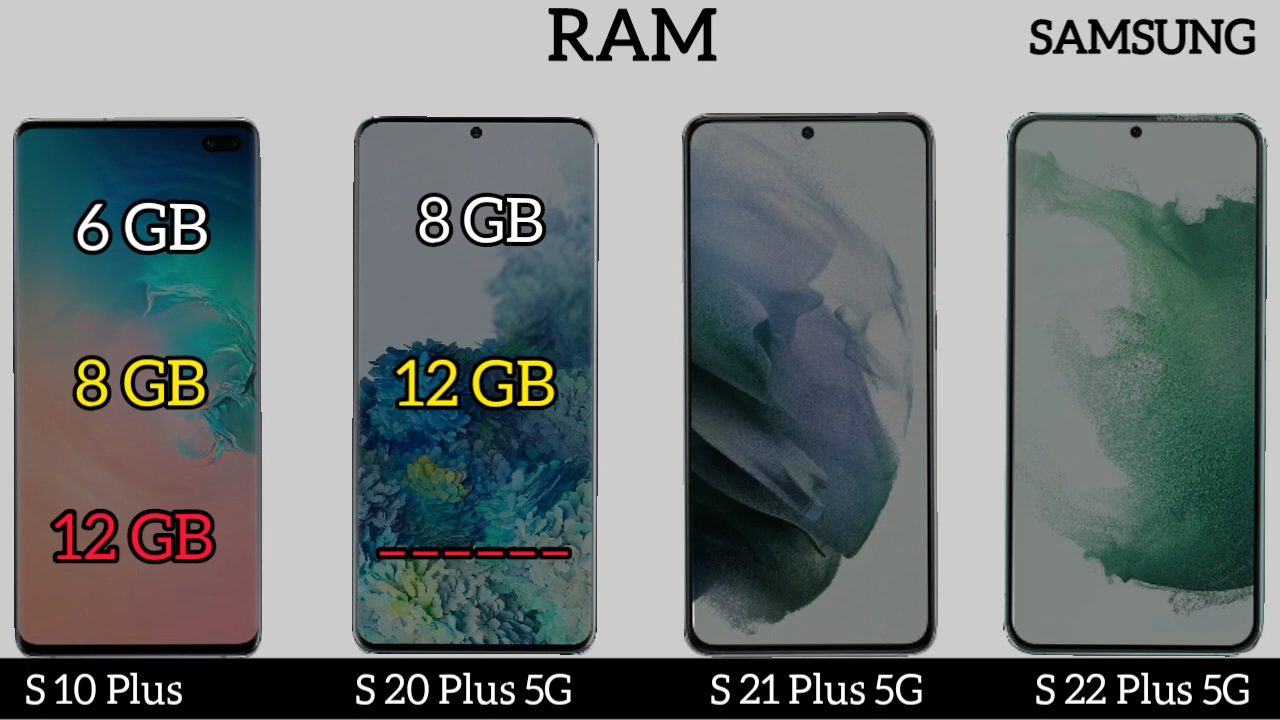 RAM
SAMSUNG
6 GB
8 GB
12 GB
8 GB
12 GB
______
S 10 Plus
S 20 Plus 5G
S 21 Plus 5G
S 22 Plus 5G